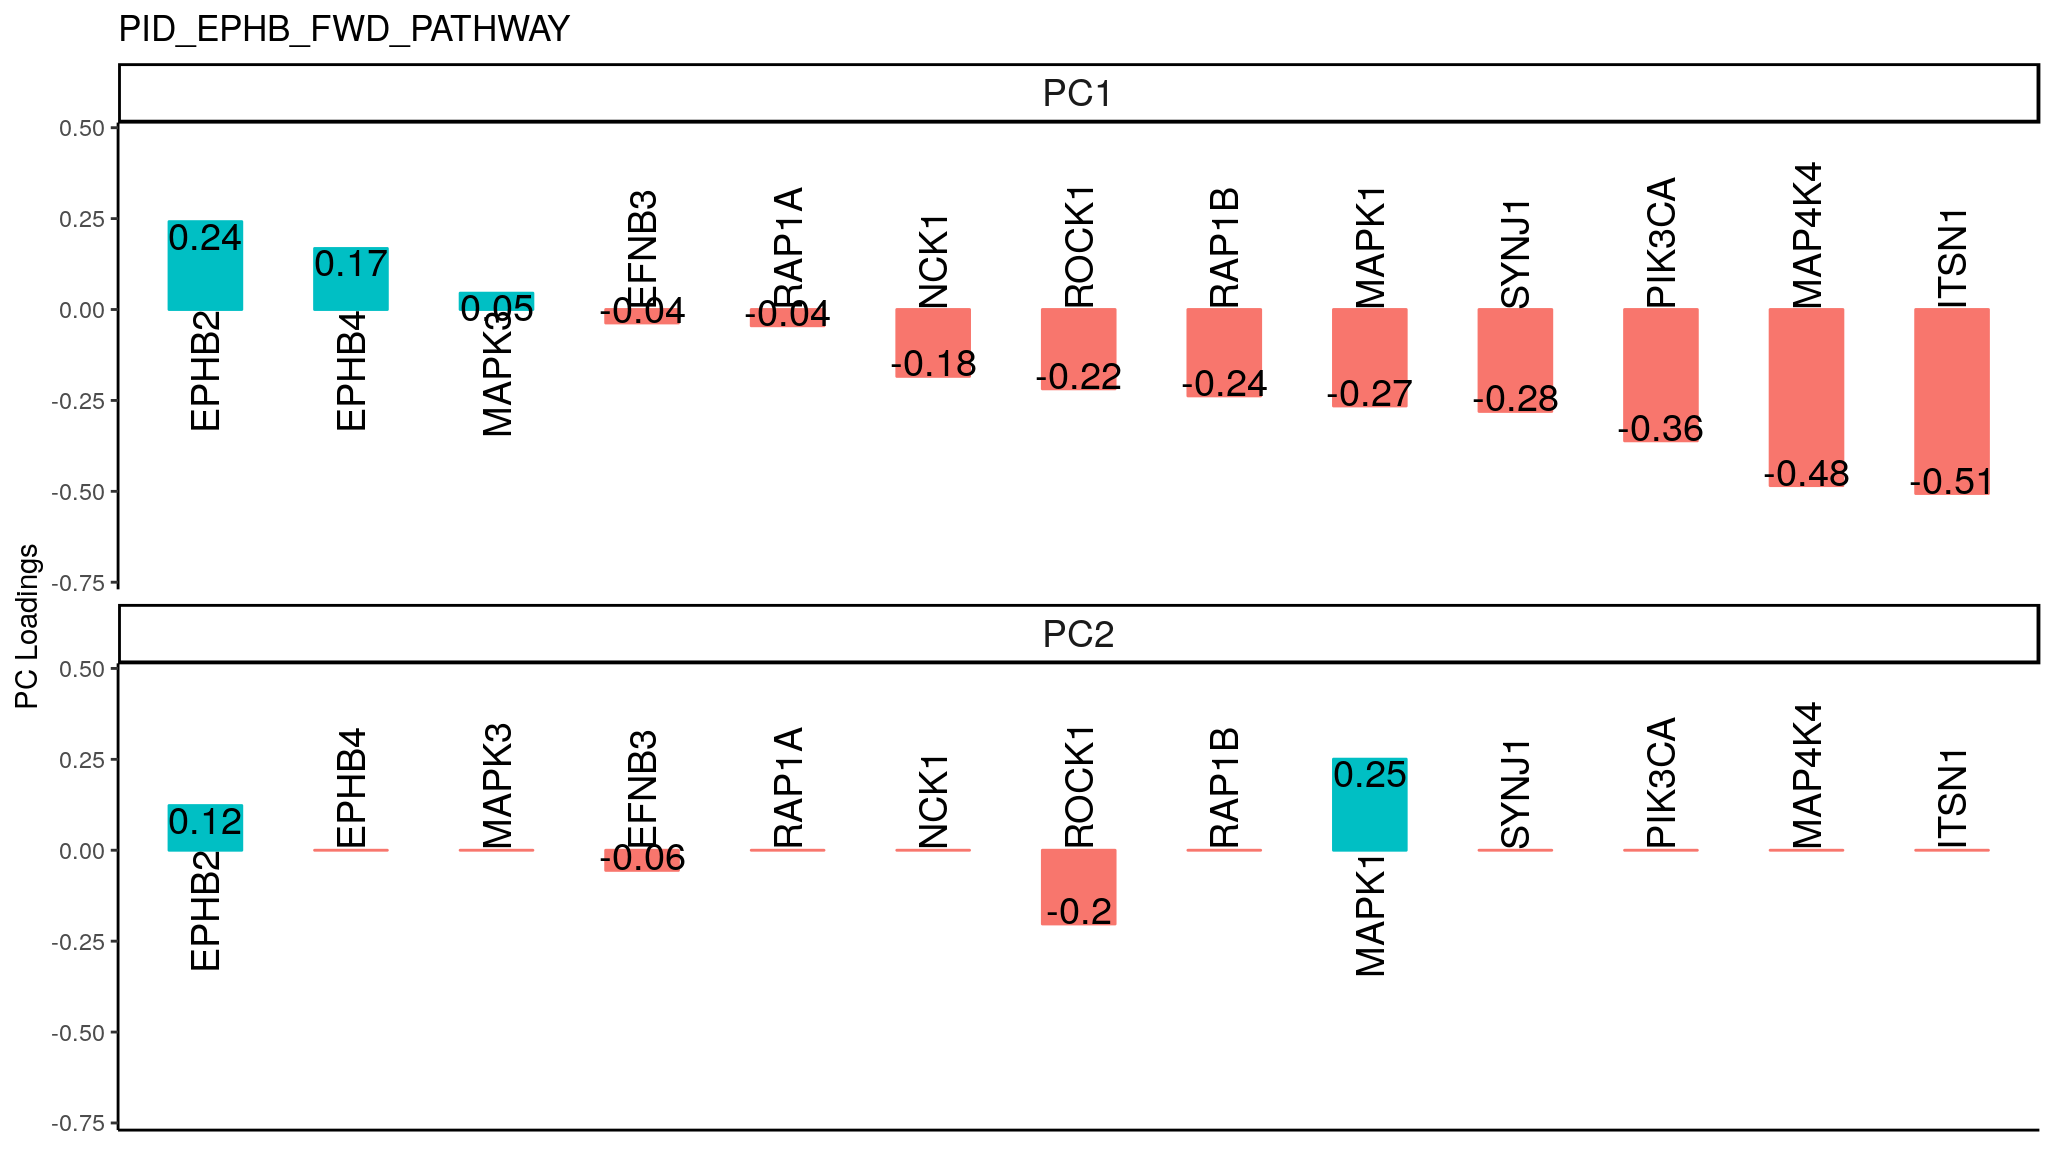 PID_EPHB_FWD_PATHWAY
PC1
0.50
0.25
0.00
-0.25
-0.50
-0.75
EPHB2
EPHB4
MAPK3
EFNB3
RAP1A
NCK1
ROCK1
RAP1B
MAPK1
SYNJ1
PIK3CA
MAP4K4
ITSN1
0.24
0.17
0.05
-0.04
-0.04
-0.18
-0.22
-0.24
-0.27
-0.28
-0.36
-0.48
-0.51
PC Loadings
PC2
0.50
0.25
0.00
-0.25
-0.50
-0.75
EPHB2
EPHB4
MAPK3
EFNB3
RAP1A
NCK1
ROCK1
RAP1B
MAPK1
SYNJ1
PIK3CA
MAP4K4
ITSN1
0.12
-0.06
-0.2
0.25